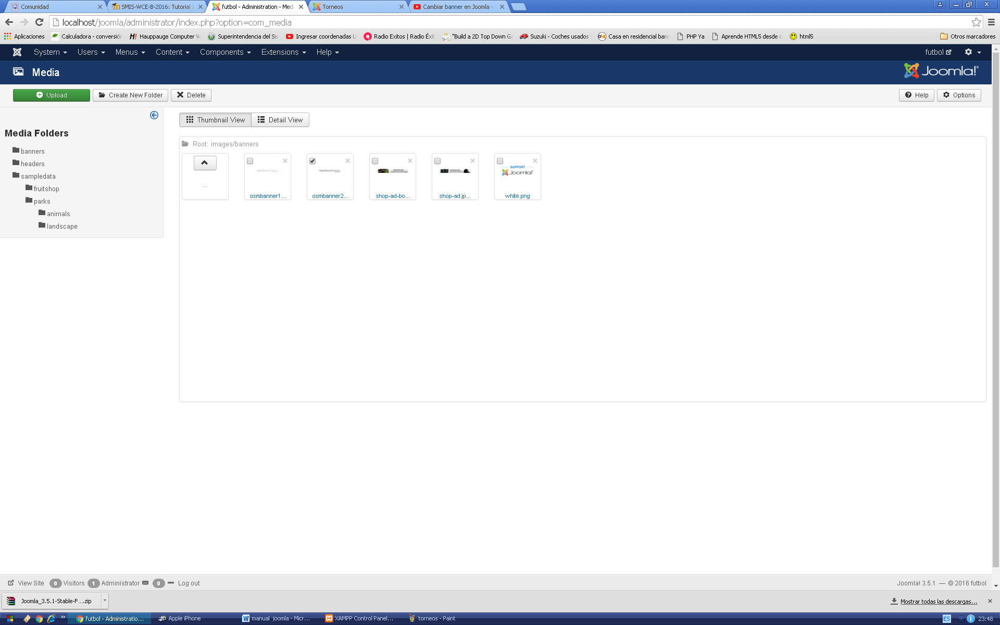 Comunidad
SMIS-WCE-B-2016: Tutorial
futbol - Administration - Medi
Torneos
Cambiar banner en Joomla -
localhost/joomla/administrator/index.php?option=com_media
Aplicaciones
Calculadora - conversión
H! Hauppauge Computer W
Superintendencia del Sis
Ingresar coordenadas U
Radio Exitos | Radio Éxit
"Build a 2D Top Down Ga
Suzuki - Coches usados
Casa en residencial barc
PHP Ya
Aprende HTML5 desde c
html5
Otros marcadores
System Users Menus Content Components Extensions Help
futbol
Media
Joomla!
Upload
Create New Folder
Delete
Help
Options
Thumbnail View
Detail View
Media Folders
banners
headers
sampledata
fruitshop
parks
animals
landscape
Root: images/banners
..
osmbanner1...
osmbanner2...
shop-ad-bo...
shop-ad.jp...
SUPPORT
Joomla!
white.png
View Site 0 Visitors 1 Administrator 0 Log out
Joomla! 3.5.1 — © 2016 futbol
Joomla_3.5.1-Stable-F....zip
Mostrar todas las descargas...
futbol - Administratio...
Apple iPhone
manual joomla - Micr...
XAMPP Control Panel...
torneos - Paint
ES
23:48